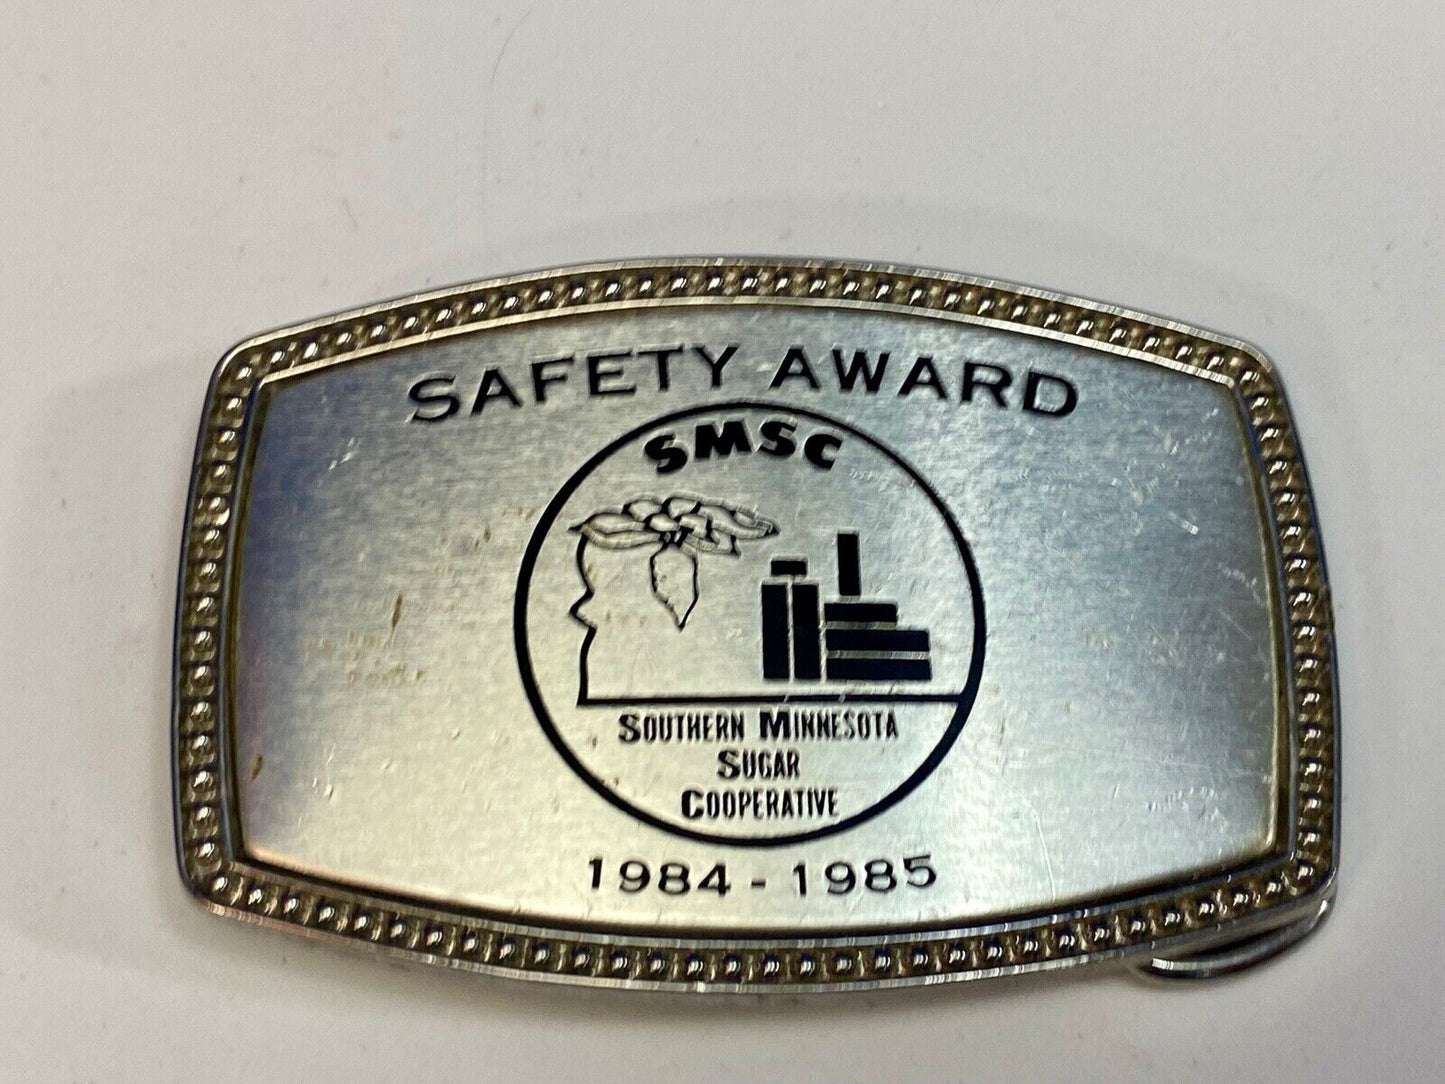 SAFETY AWARD
SMSC
SOUTHERN MINNESOTA
SUGAR
COOPERATIVE
1984 - 1985